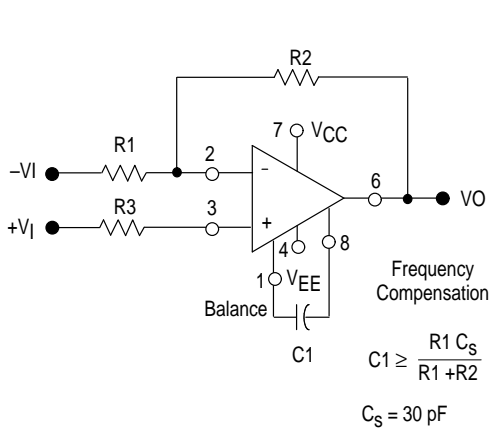 R2
7 VCC
R1
2
–VI
-
6
VO
R3
3
+VI
+
4
8
1 VEE
Balance
C1
Frequency
Compensation
C1 ≥ R1 CS / R1 +R2
CS = 30 pF